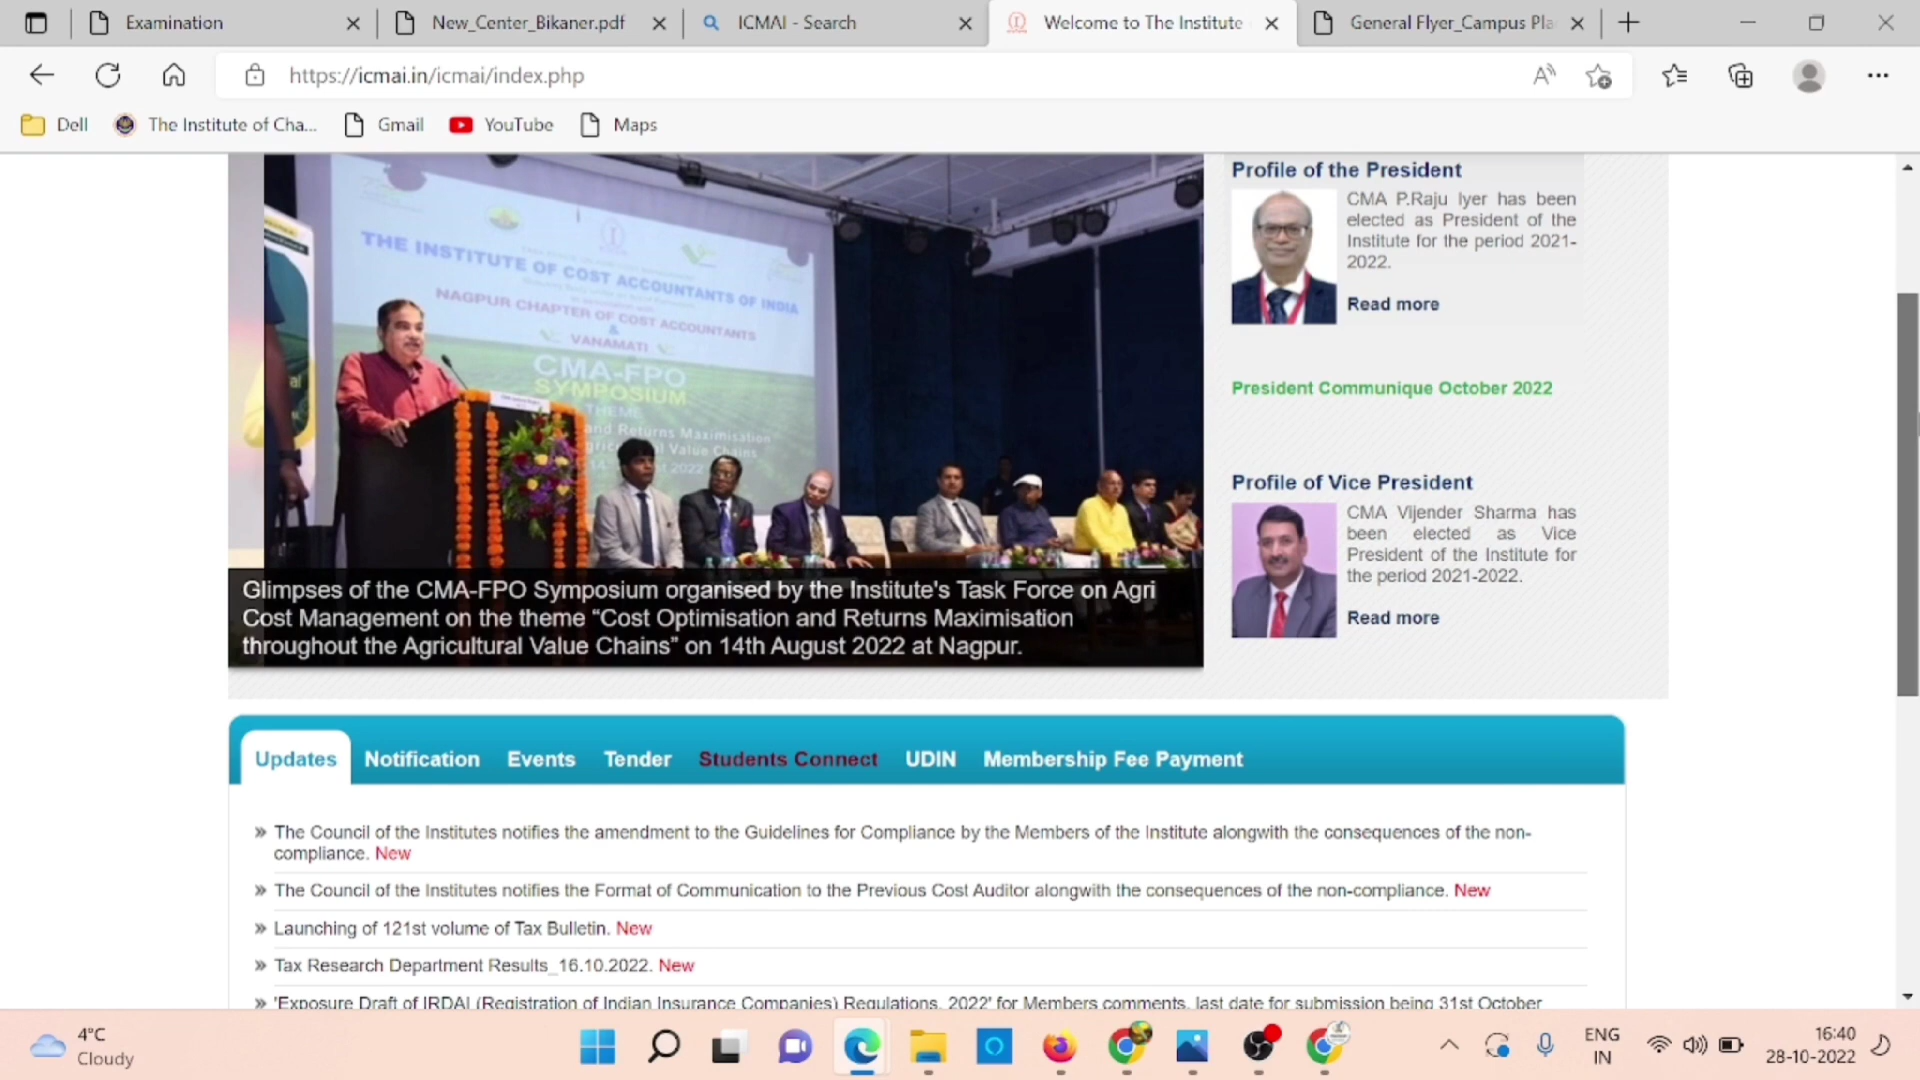 Examination
New_Center_Bikaner.pdf
ICMAI - Search
Welcome to The Institute
General Flyer_Campus Pla
https://icmai.in/icmai/index.php
Dell
The Institute of Cha...
Gmail
YouTube
Maps
THE INSTITUTE OF COST ACCOUNTANTS OF INDIA
NAGPUR CHAPTER OF COST ACCOUNTANTS
&
VANAMATI
CMA-FPO
SYMPOSIUM
THEME
and Returns Maximisation
Value Chains
2022
Glimpses of the CMA-FPO Symposium organised by the Institute's Task Force on Agri
Cost Management on the theme “Cost Optimisation and Returns Maximisation
throughout the Agricultural Value Chains” on 14th August 2022 at Nagpur.
Profile of the President
CMA P.Raju Iyer has been
elected as President of the
Institute for the period 2021-
2022.
Read more
President Communique October 2022
Profile of Vice President
CMA Vijender Sharma has
been elected as Vice
President of the Institute for
the period 2021-2022.
Read more
Updates Notification Events Tender Students Connect UDIN Membership Fee Payment
» The Council of the Institutes notifies the amendment to the Guidelines for Compliance by the Members of the Institute alongwith the consequences of the non-
compliance. New
» The Council of the Institutes notifies the Format of Communication to the Previous Cost Auditor alongwith the consequences of the non-compliance. New
» Launching of 121st volume of Tax Bulletin. New
» Tax Research Department Results_16.10.2022. New
» 'Exposure Draft of IRDAI (Registration of Indian Insurance Companies) Regulations, 2022' for Members comments, last date for submission being 31st October
4°C
Cloudy
ENG
IN
16:40
28-10-2022